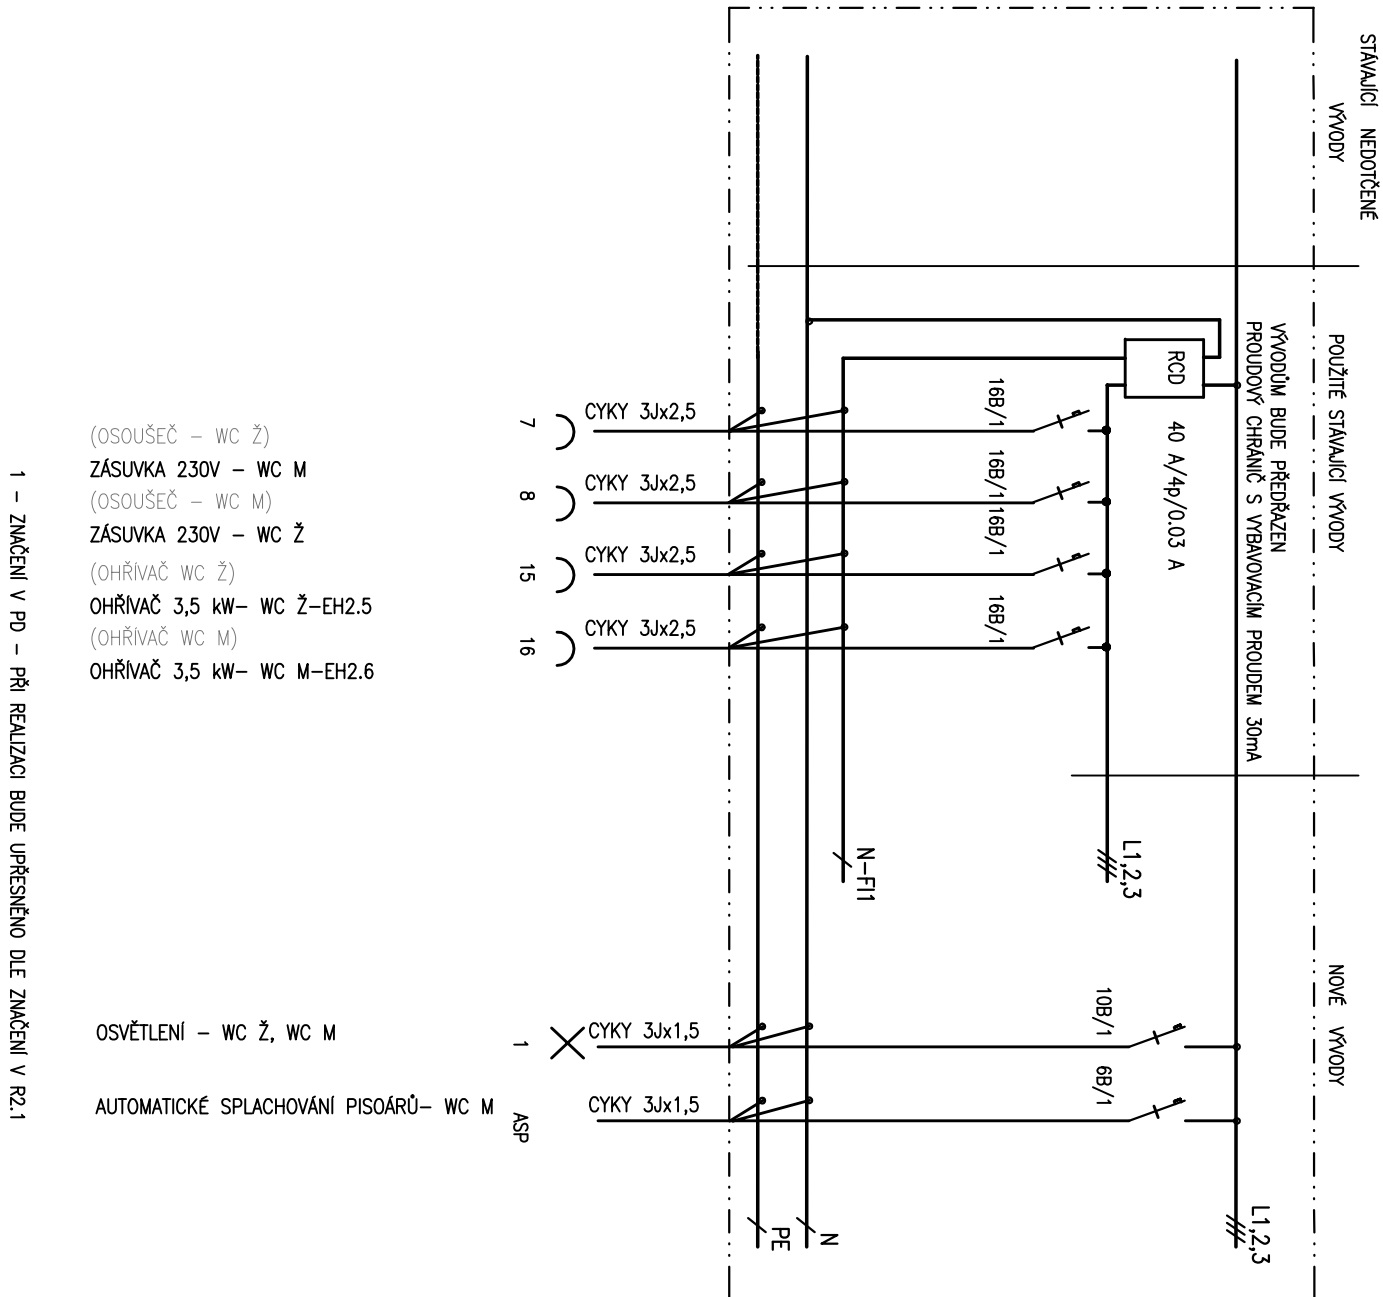 STÁVAJÍCÍ NEDOTČENÉ
VÝVODY
POUŽITÉ STÁVAJÍCÍ VÝVODY
VÝVODŮM BUDE PŘEDŘAZEN
PROUDOVÝ CHRÁNIČ S VYBAVOVACÍM PROUDEM 30mA
RCD
40 A/4p/0.03 A
(OSOUŠEČ – WC Ž)
ZÁSUVKA 230V – WC M
7
CYKY 3Jx2,5
16B/1
(OSOUŠEČ – WC M)
ZÁSUVKA 230V – WC Ž
8
CYKY 3Jx2,5
16B/1
(OHŘÍVAČ WC Ž)
OHŘÍVAČ 3,5 kW– WC Ž–EH2.5
15
CYKY 3Jx2,5
16B/1
(OHŘÍVAČ WC M)
OHŘÍVAČ 3,5 kW– WC M–EH2.6
16
CYKY 3Jx2,5
16B/1
N–FI1
L1,2,3
NOVÉ VÝVODY
OSVĚTLENÍ – WC Ž, WC M
1
CYKY 3Jx1,5
10B/1
AUTOMATICKÉ SPLACHOVÁNÍ PISOÁRŮ– WC M
ASP
CYKY 3Jx1,5
6B/1
PE
N
L1,2,3
1 – ZNAČENÍ V PD – PŘI REALIZACI BUDE UPŘESNĚNO DLE ZNAČENÍ V R2.1